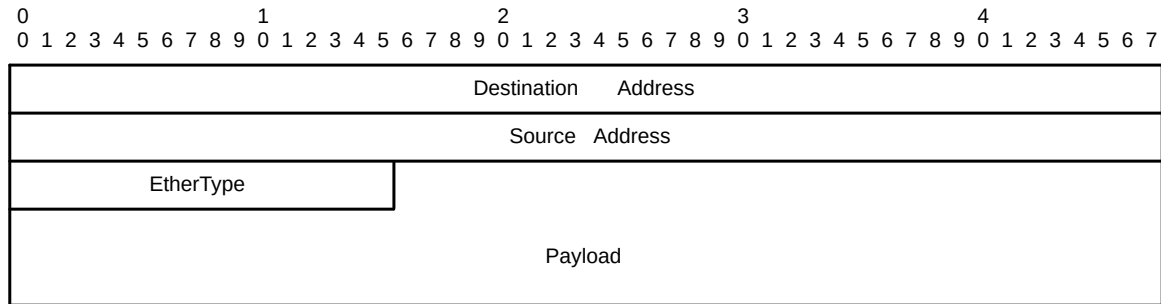 0 1 2 3 4
0 1 2 3 4 5 6 7 8 9 0 1 2 3 4 5 6 7 8 9 0 1 2 3 4 5 6 7 8 9 0 1 2 3 4 5 6 7 8 9 0 1 2 3 4 5 6 7
Destination Address
Source Address
EtherType
Payload